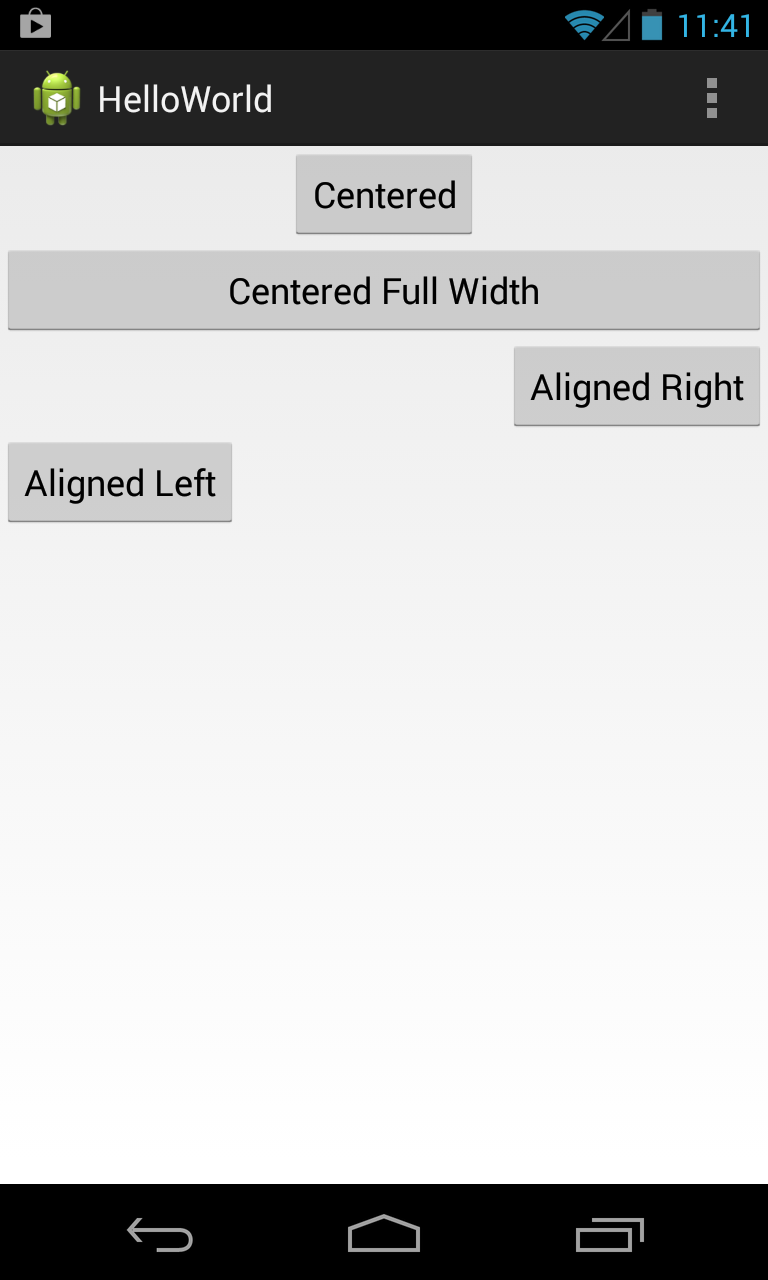 11:41
HelloWorld
Centered
Centered Full Width
Aligned Right
Aligned Left